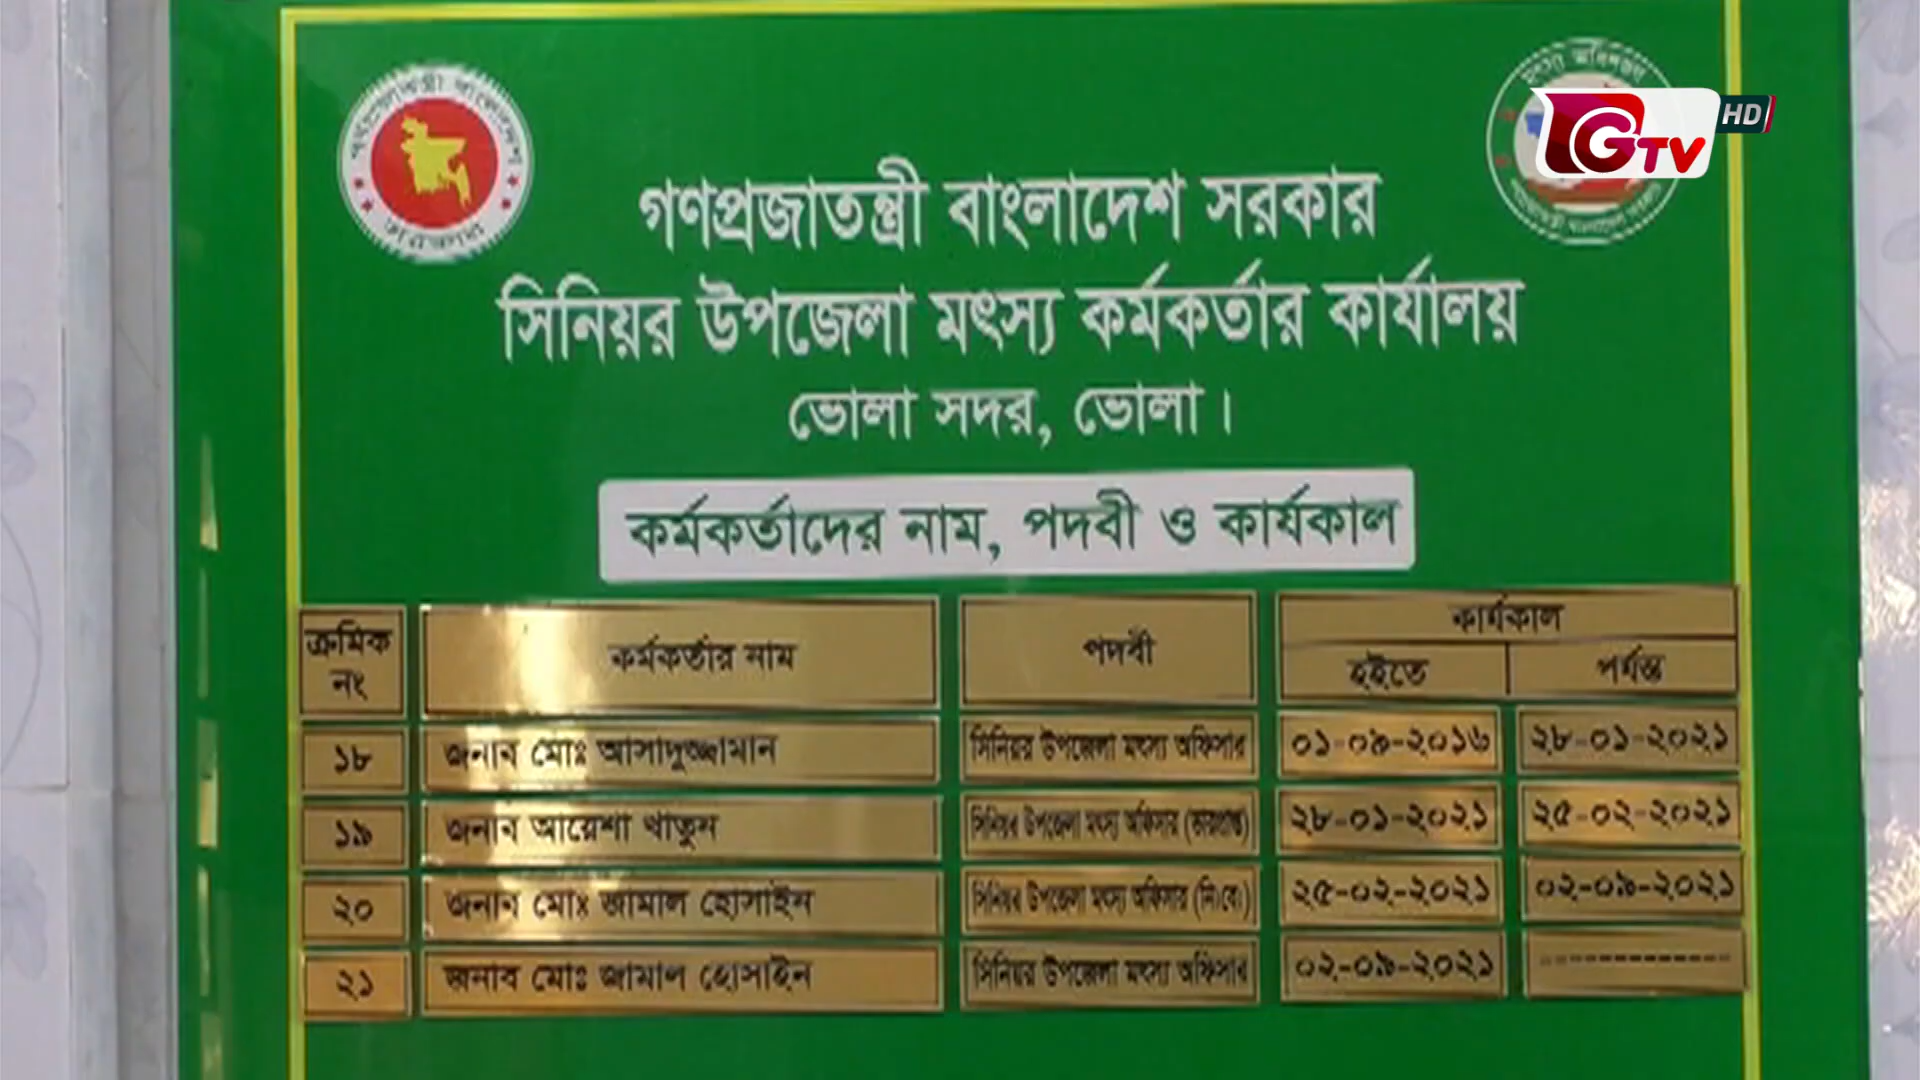 গণপ্রজাতন্ত্রী বাংলাদেশ সরকার
সিনিয়র উপজেলা মৎস্য কর্মকর্তার কার্যালয়
ভোলা সদর, ভোলা।
কর্মকর্তাদের নাম, পদবী ও কার্যকাল
ক্রমিক নং কর্মকর্তার নাম পদবী কার্যকাল
হইতে পর্যন্ত
১৮ জনাব মোঃ আসাদুজ্জামান সিনিয়র উপজেলা মৎস্য অফিসার ০১-০৯-২০১৬ ২৮-০১-২০২১
১৯ জনাব আয়েশা খাতুন সিনিয়র উপজেলা মৎস্য অফিসার (ভারপ্রাপ্ত) ২৮-০১-২০২১ ২৫-০২-২০২১
২০ জনাব মোঃ জামাল হোসাইন সিনিয়র উপজেলা মৎস্য অফিসার (নিঃবেঃ) ২৫-০২-২০২১ ০২-০৯-২০২১
২১ জনাব মোঃ জামাল হোসাইন সিনিয়র উপজেলা মৎস্য অফিসার ০২-০৯-২০২১ -------------
GTV HD